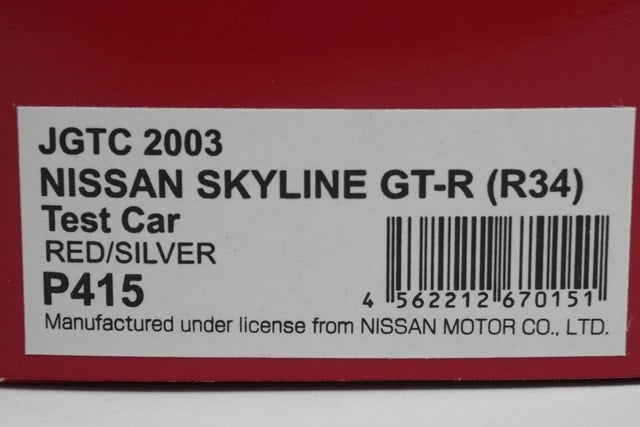 JGTC 2003
NISSAN SKYLINE GT-R (R34)
Test Car
RED/SILVER
P415
4 562212 670151
Manufactured under license from NISSAN MOTOR CO., LTD.